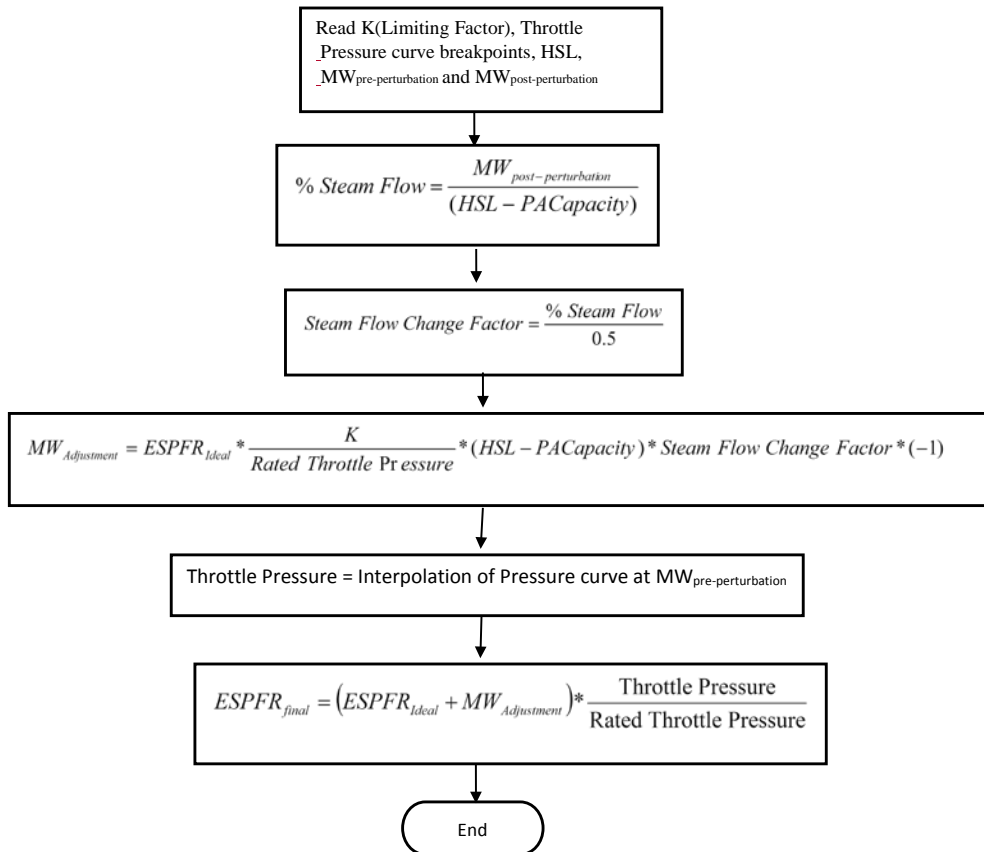 Read K(Limiting Factor), Throttle
Pressure curve breakpoints, HSL,
MWpre-perturbation and MWpost-perturbation
% Steam Flow = MWpost−perturbation / (HSL − PACapacity)
Steam Flow Change Factor = % Steam Flow / 0.5
MWAdjustment = ESPFRIdeal * K / Rated Throttle Pr essure * (HSL − PACapacity) * Steam Flow Change Factor * (−1)
Throttle Pressure = Interpolation of Pressure curve at MWpre-perturbation
ESPFRfinal = (ESPFRIdeal + MWAdjustment) * Throttle Pressure / Rated Throttle Pressure
End